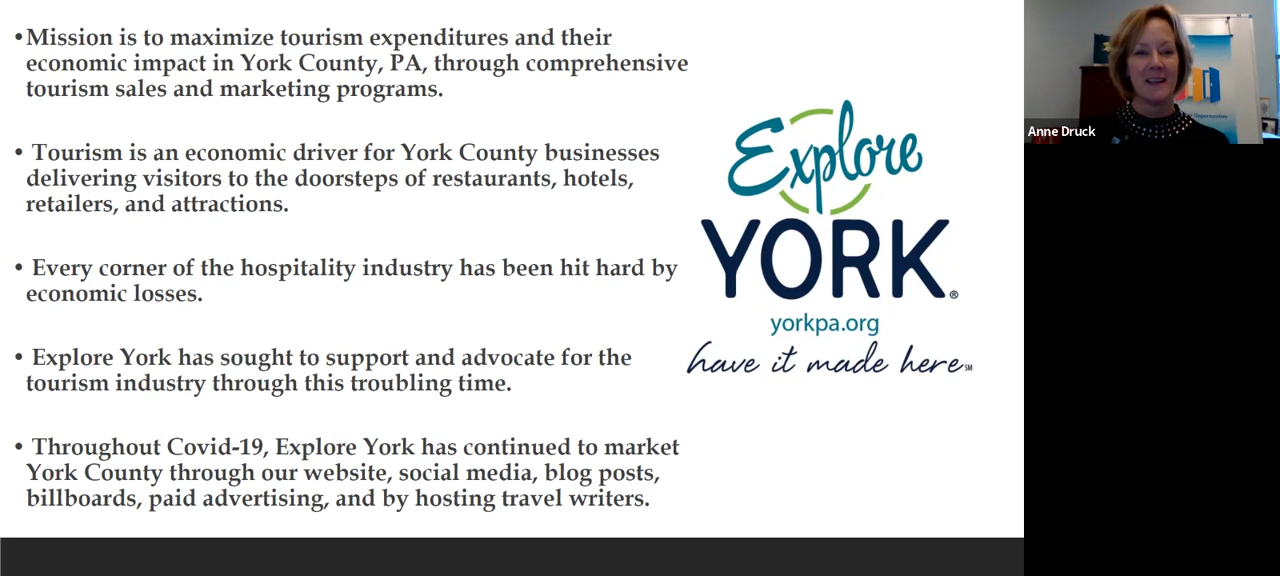 •Mission is to maximize tourism expenditures and their
economic impact in York County, PA, through comprehensive
tourism sales and marketing programs.
• Tourism is an economic driver for York County businesses
delivering visitors to the doorsteps of restaurants, hotels,
retailers, and attractions.
• Every corner of the hospitality industry has been hit hard by
economic losses.
• Explore York has sought to support and advocate for the
tourism industry through this troubling time.
• Throughout Covid-19, Explore York has continued to market
York County through our website, social media, blog posts,
billboards, paid advertising, and by hosting travel writers.
Explore
YORK®
yorkpa.org
have it made here℠
Anne Druck
Opportunities